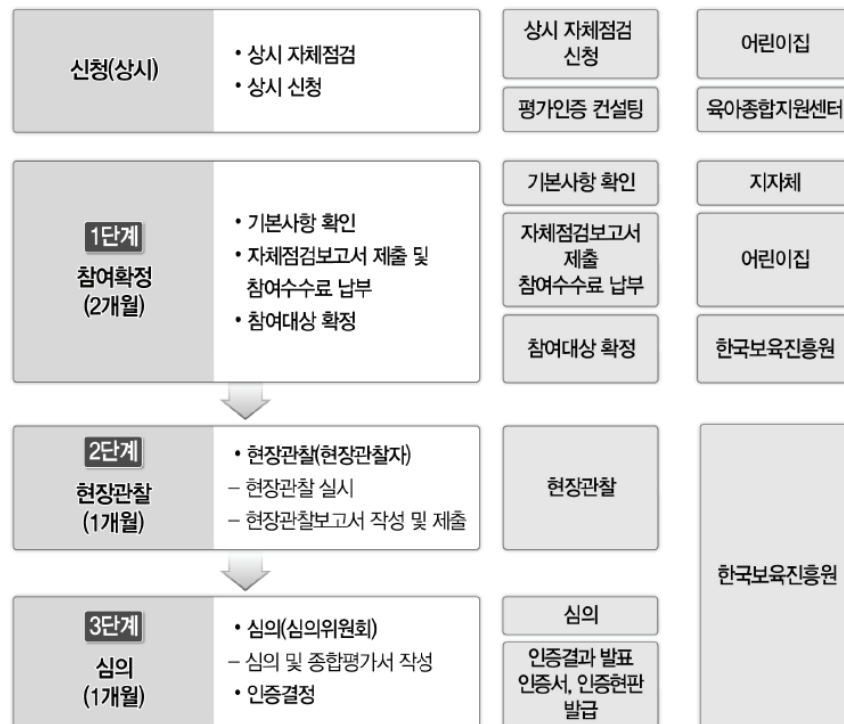 신청(상시)
• 상시 자체점검
• 상시 신청
상시 자체점검
신청
어린이집
평가인증 컨설팅
육아종합지원센터
1단계
참여확정
(2개월)
• 기본사항 확인
• 자체점검보고서 제출 및
참여수수료 납부
• 참여대상 확정
기본사항 확인
지자체
자체점검보고서
제출
참여수수료 납부
어린이집
참여대상 확정
한국보육진흥원
2단계
현장관찰
(1개월)
• 현장관찰(현장관찰자)
– 현장관찰 실시
– 현장관찰보고서 작성 및 제출
현장관찰
한국보육진흥원
3단계
심의
(1개월)
• 심의(심의위원회)
– 심의 및 종합평가서 작성
• 인증결정
심의
인증결과 발표
인증서, 인증현판
발급